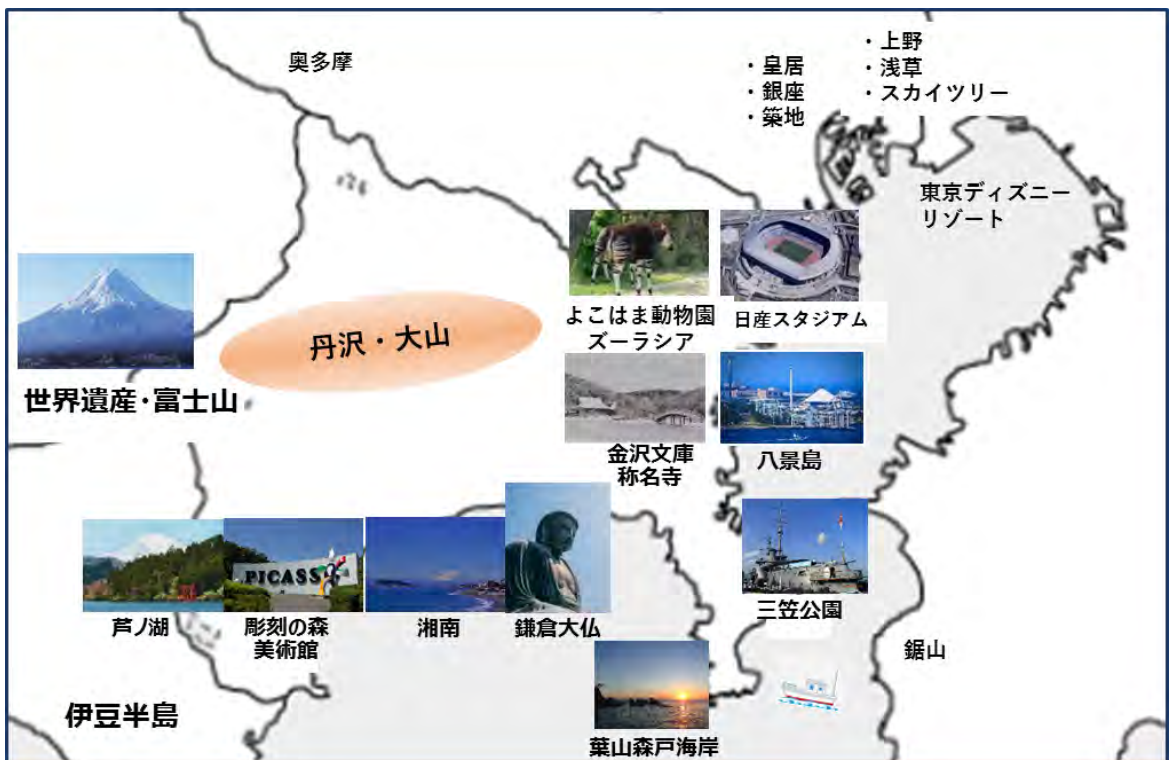 奥多摩
・皇居
・銀座
・築地
・上野
・浅草
・スカイツリー
東京ディズニー
リゾート
世界遺産・富士山
丹沢・大山
よこはま動物園
ズーラシア
日産スタジアム
金沢文庫
称名寺
八景島
PICASS
芦ノ湖
彫刻の森
美術館
湘南
鎌倉大仏
三笠公園
鋸山
伊豆半島
葉山森戸海岸